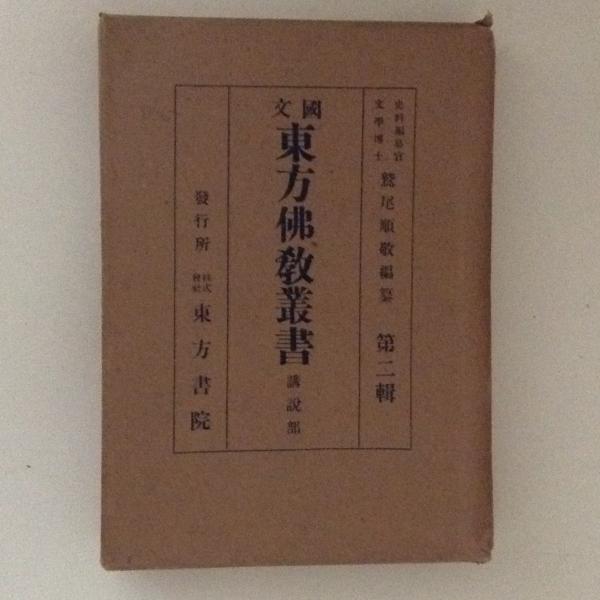 史料編纂官
文學博士
鷲尾順敬編纂 第二輯
國文
東方佛敎叢書 講說部
發行所 株式會社 東方書院